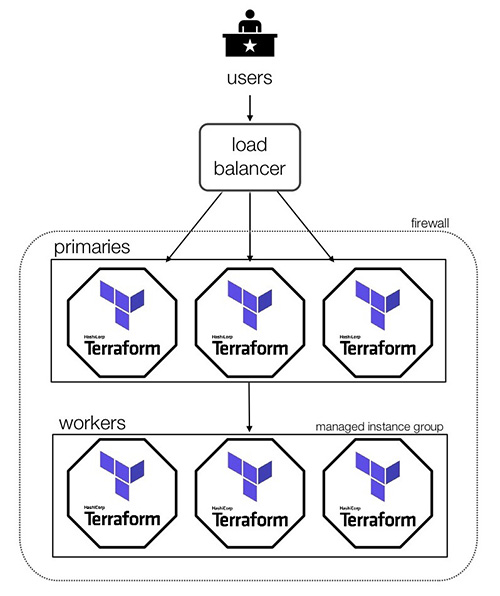 users
load
balancer
firewall
primaries
HashiCorp
Terraform
HashiCorp
Terraform
HashiCorp
Terraform
workers
managed instance group
HashiCorp
Terraform
HashiCorp
Terraform
HashiCorp
Terraform